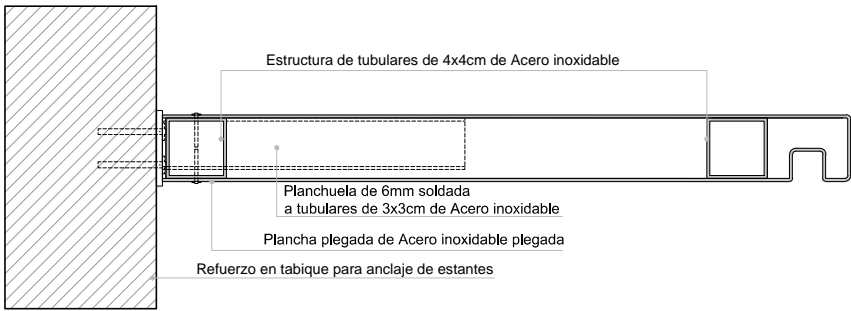 Estructura de tubulares de 4x4cm de Acero inoxidable
Planchuela de 6mm soldada
a tubulares de 3x3cm de Acero inoxidable
Plancha plegada de Acero inoxidable plegada
Refuerzo en tabique para anclaje de estantes